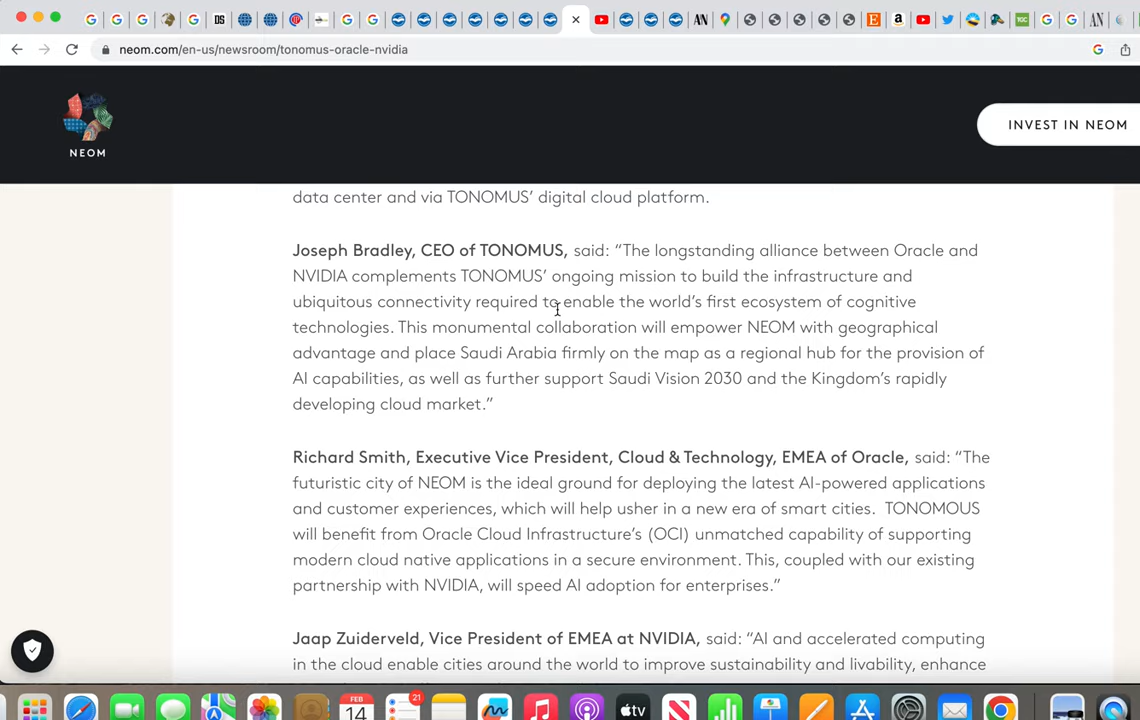 DS
AN
TGC
AN
neom.com/en-us/newsroom/tonomus-oracle-nvidia
NEOM
INVEST IN NEOM
data center and via TONOMUS’ digital cloud platform.
Joseph Bradley, CEO of TONOMUS, said: “The longstanding alliance between Oracle and
NVIDIA complements TONOMUS’ ongoing mission to build the infrastructure and
ubiquitous connectivity required to enable the world’s first ecosystem of cognitive
technologies. This monumental collaboration will empower NEOM with geographical
advantage and place Saudi Arabia firmly on the map as a regional hub for the provision of
AI capabilities, as well as further support Saudi Vision 2030 and the Kingdom’s rapidly
developing cloud market.”
Richard Smith, Executive Vice President, Cloud & Technology, EMEA of Oracle, said: “The
futuristic city of NEOM is the ideal ground for deploying the latest AI-powered applications
and customer experiences, which will help usher in a new era of smart cities. TONOMOUS
will benefit from Oracle Cloud Infrastructure’s (OCI) unmatched capability of supporting
modern cloud native applications in a secure environment. This, coupled with our existing
partnership with NVIDIA, will speed AI adoption for enterprises.”
Jaap Zuiderveld, Vice President of EMEA at NVIDIA, said: “AI and accelerated computing
in the cloud enable cities around the world to improve sustainability and livability, enhance
FEB
14
21
tv